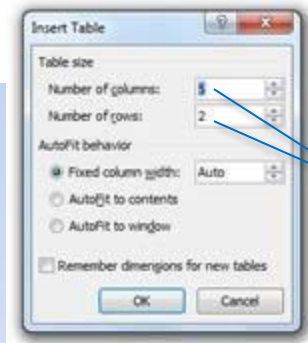 Insert Table
Table size
Number of columns: 5
Number of rows: 2
AutoFit behavior
Fixed column width: Auto
AutoFit to contents
AutoFit to window
Remember dimensions for new tables
OK Cancel